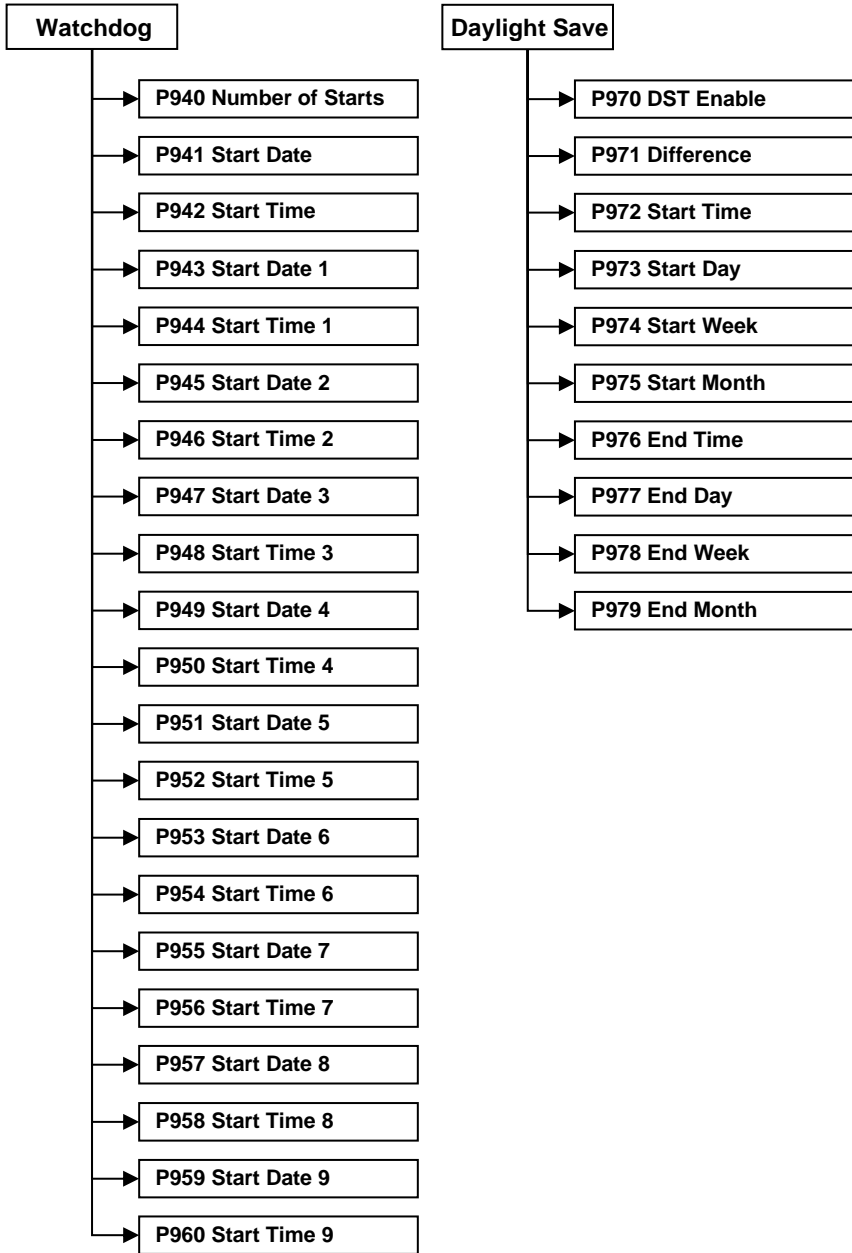 Watchdog
P940 Number of Starts
P941 Start Date
P942 Start Time
P943 Start Date 1
P944 Start Time 1
P945 Start Date 2
P946 Start Time 2
P947 Start Date 3
P948 Start Time 3
P949 Start Date 4
P950 Start Time 4
P951 Start Date 5
P952 Start Time 5
P953 Start Date 6
P954 Start Time 6
P955 Start Date 7
P956 Start Time 7
P957 Start Date 8
P958 Start Time 8
P959 Start Date 9
P960 Start Time 9
Daylight Save
P970 DST Enable
P971 Difference
P972 Start Time
P973 Start Day
P974 Start Week
P975 Start Month
P976 End Time
P977 End Day
P978 End Week
P979 End Month